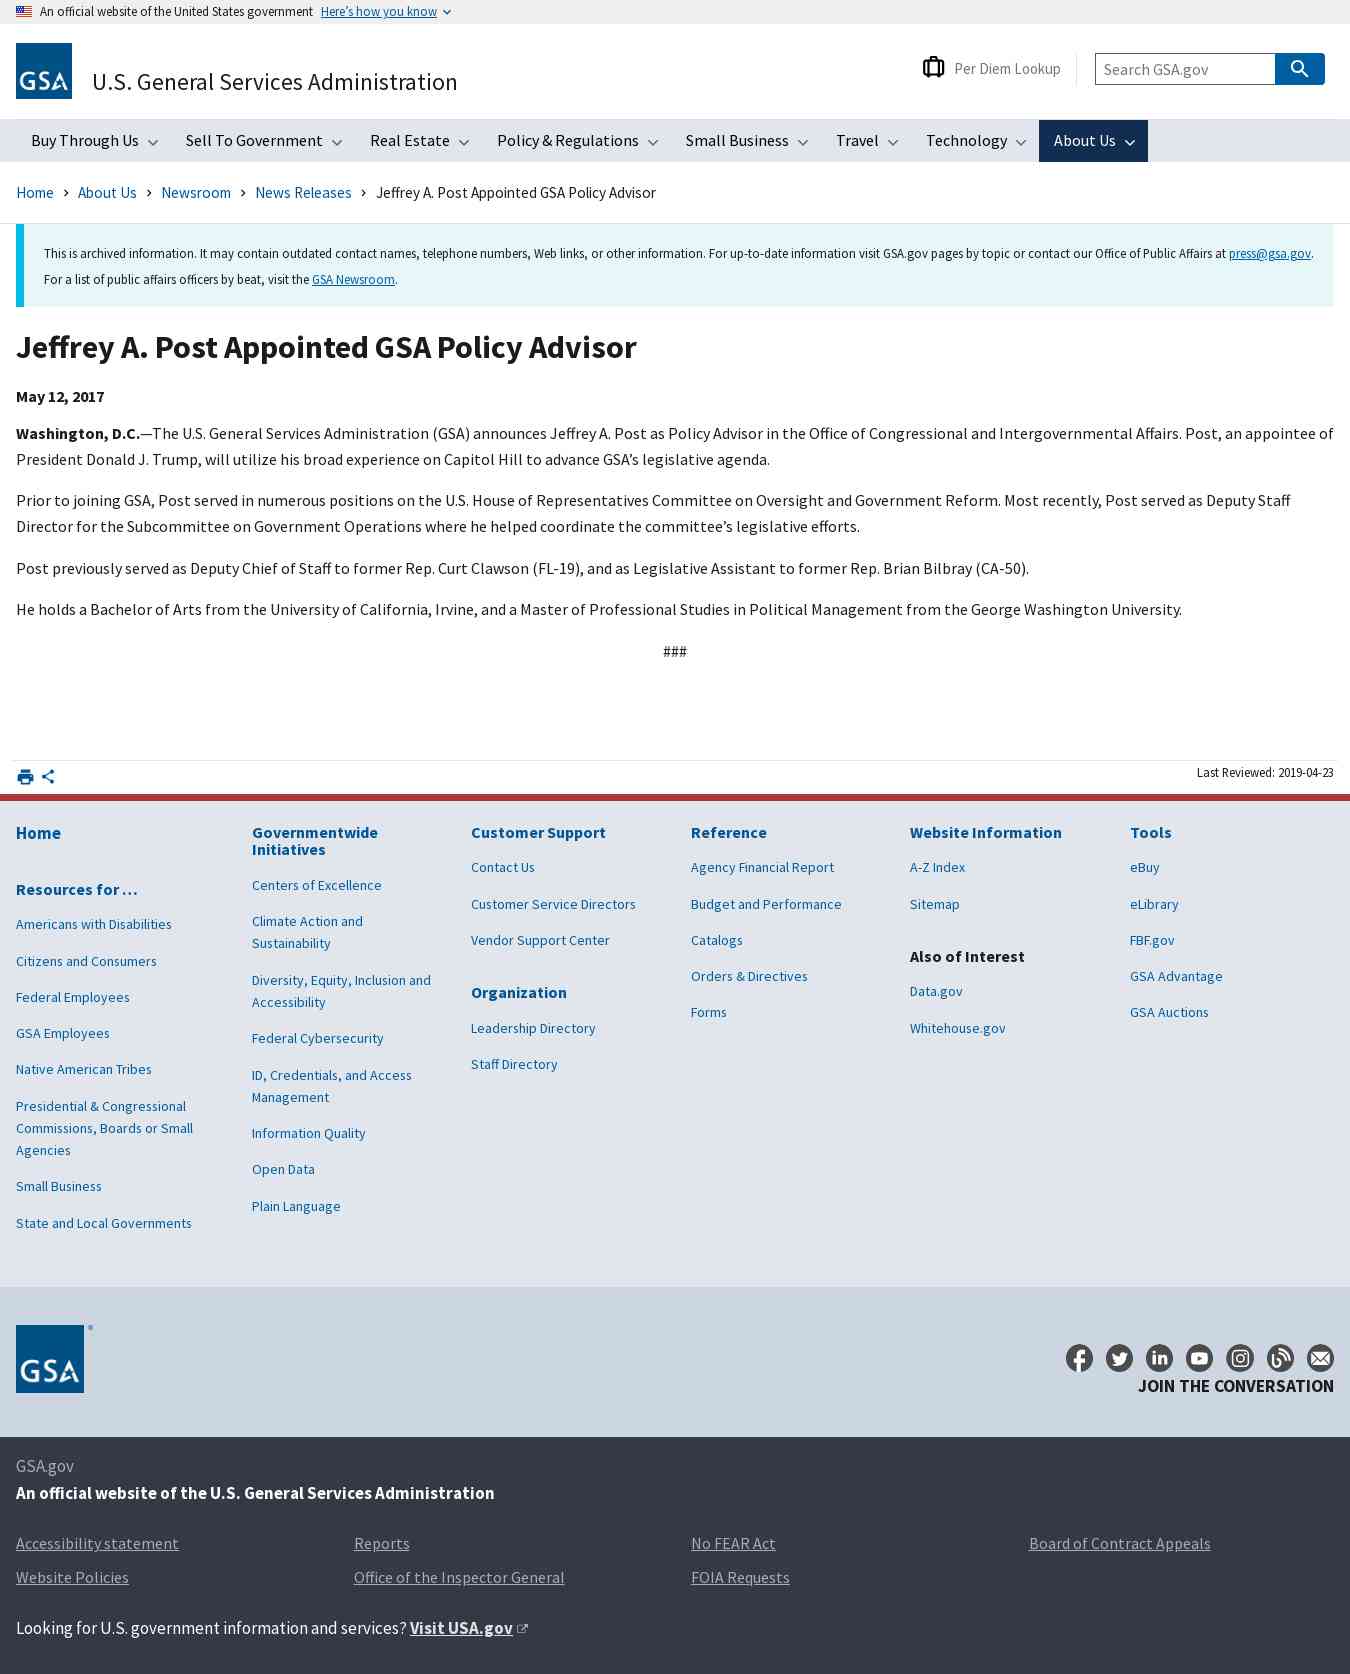 An official website of the United States government Here’s how you know
GSA
U.S. General Services Administration
Per Diem Lookup
Search GSA.gov
Buy Through Us Sell To Government Real Estate Policy & Regulations Small Business Travel Technology About Us
Home About Us Newsroom News Releases Jeffrey A. Post Appointed GSA Policy Advisor
This is archived information. It may contain outdated contact names, telephone numbers, Web links, or other information. For up-to-date information visit GSA.gov pages by topic or contact our Office of Public Affairs at press@gsa.gov.
For a list of public affairs officers by beat, visit the GSA Newsroom.
Jeffrey A. Post Appointed GSA Policy Advisor
May 12, 2017
Washington, D.C.—The U.S. General Services Administration (GSA) announces Jeffrey A. Post as Policy Advisor in the Office of Congressional and Intergovernmental Affairs. Post, an appointee of
President Donald J. Trump, will utilize his broad experience on Capitol Hill to advance GSA’s legislative agenda.
Prior to joining GSA, Post served in numerous positions on the U.S. House of Representatives Committee on Oversight and Government Reform. Most recently, Post served as Deputy Staff
Director for the Subcommittee on Government Operations where he helped coordinate the committee’s legislative efforts.
Post previously served as Deputy Chief of Staff to former Rep. Curt Clawson (FL-19), and as Legislative Assistant to former Rep. Brian Bilbray (CA-50).
He holds a Bachelor of Arts from the University of California, Irvine, and a Master of Professional Studies in Political Management from the George Washington University.
###
Last Reviewed: 2019-04-23
Home
Resources for …
Americans with Disabilities
Citizens and Consumers
Federal Employees
GSA Employees
Native American Tribes
Presidential & Congressional
Commissions, Boards or Small
Agencies
Small Business
State and Local Governments
Governmentwide
Initiatives
Centers of Excellence
Climate Action and
Sustainability
Diversity, Equity, Inclusion and
Accessibility
Federal Cybersecurity
ID, Credentials, and Access
Management
Information Quality
Open Data
Plain Language
Customer Support
Contact Us
Customer Service Directors
Vendor Support Center
Organization
Leadership Directory
Staff Directory
Reference
Agency Financial Report
Budget and Performance
Catalogs
Orders & Directives
Forms
Website Information
A-Z Index
Sitemap
Also of Interest
Data.gov
Whitehouse.gov
Tools
eBuy
eLibrary
FBF.gov
GSA Advantage
GSA Auctions
GSA
JOIN THE CONVERSATION
GSA.gov
An official website of the U.S. General Services Administration
Accessibility statement Reports No FEAR Act Board of Contract Appeals
Website Policies Office of the Inspector General FOIA Requests
Looking for U.S. government information and services? Visit USA.gov